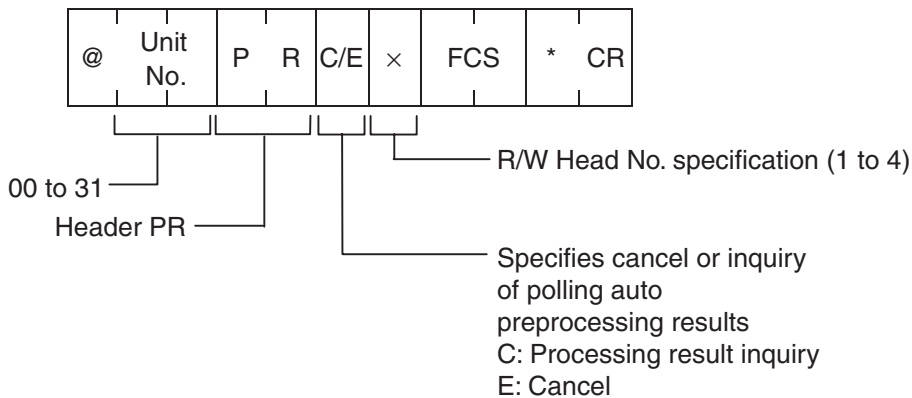 @ Unit No. P R C/E × FCS * CR
R/W Head No. specification (1 to 4)
00 to 31
Header PR
Specifies cancel or inquiry
of polling auto
preprocessing results
C: Processing result inquiry
E: Cancel